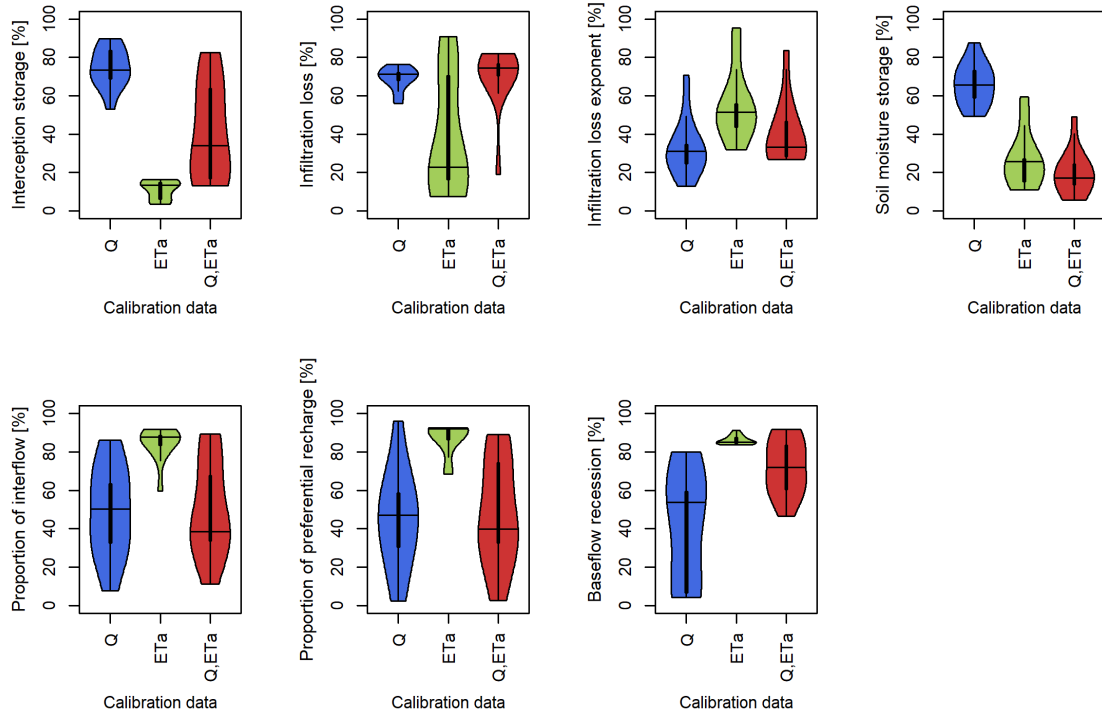 Interception storage [%]
0 20 40 60 80 100
Q
ETa
Q,ETa
Calibration data
Infiltration loss [%]
0 20 40 60 80 100
Q
ETa
Q,ETa
Calibration data
Infiltration loss exponent [%]
0 20 40 60 80 100
Q
ETa
Q,ETa
Calibration data
Soil moisture storage [%]
0 20 40 60 80 100
Q
ETa
Q,ETa
Calibration data
Proportion of interflow [%]
0 20 40 60 80 100
Q
ETa
Q,ETa
Calibration data
Proportion of preferential recharge [%]
0 20 40 60 80 100
Q
ETa
Q,ETa
Calibration data
Baseflow recession [%]
0 20 40 60 80 100
Q
ETa
Q,ETa
Calibration data